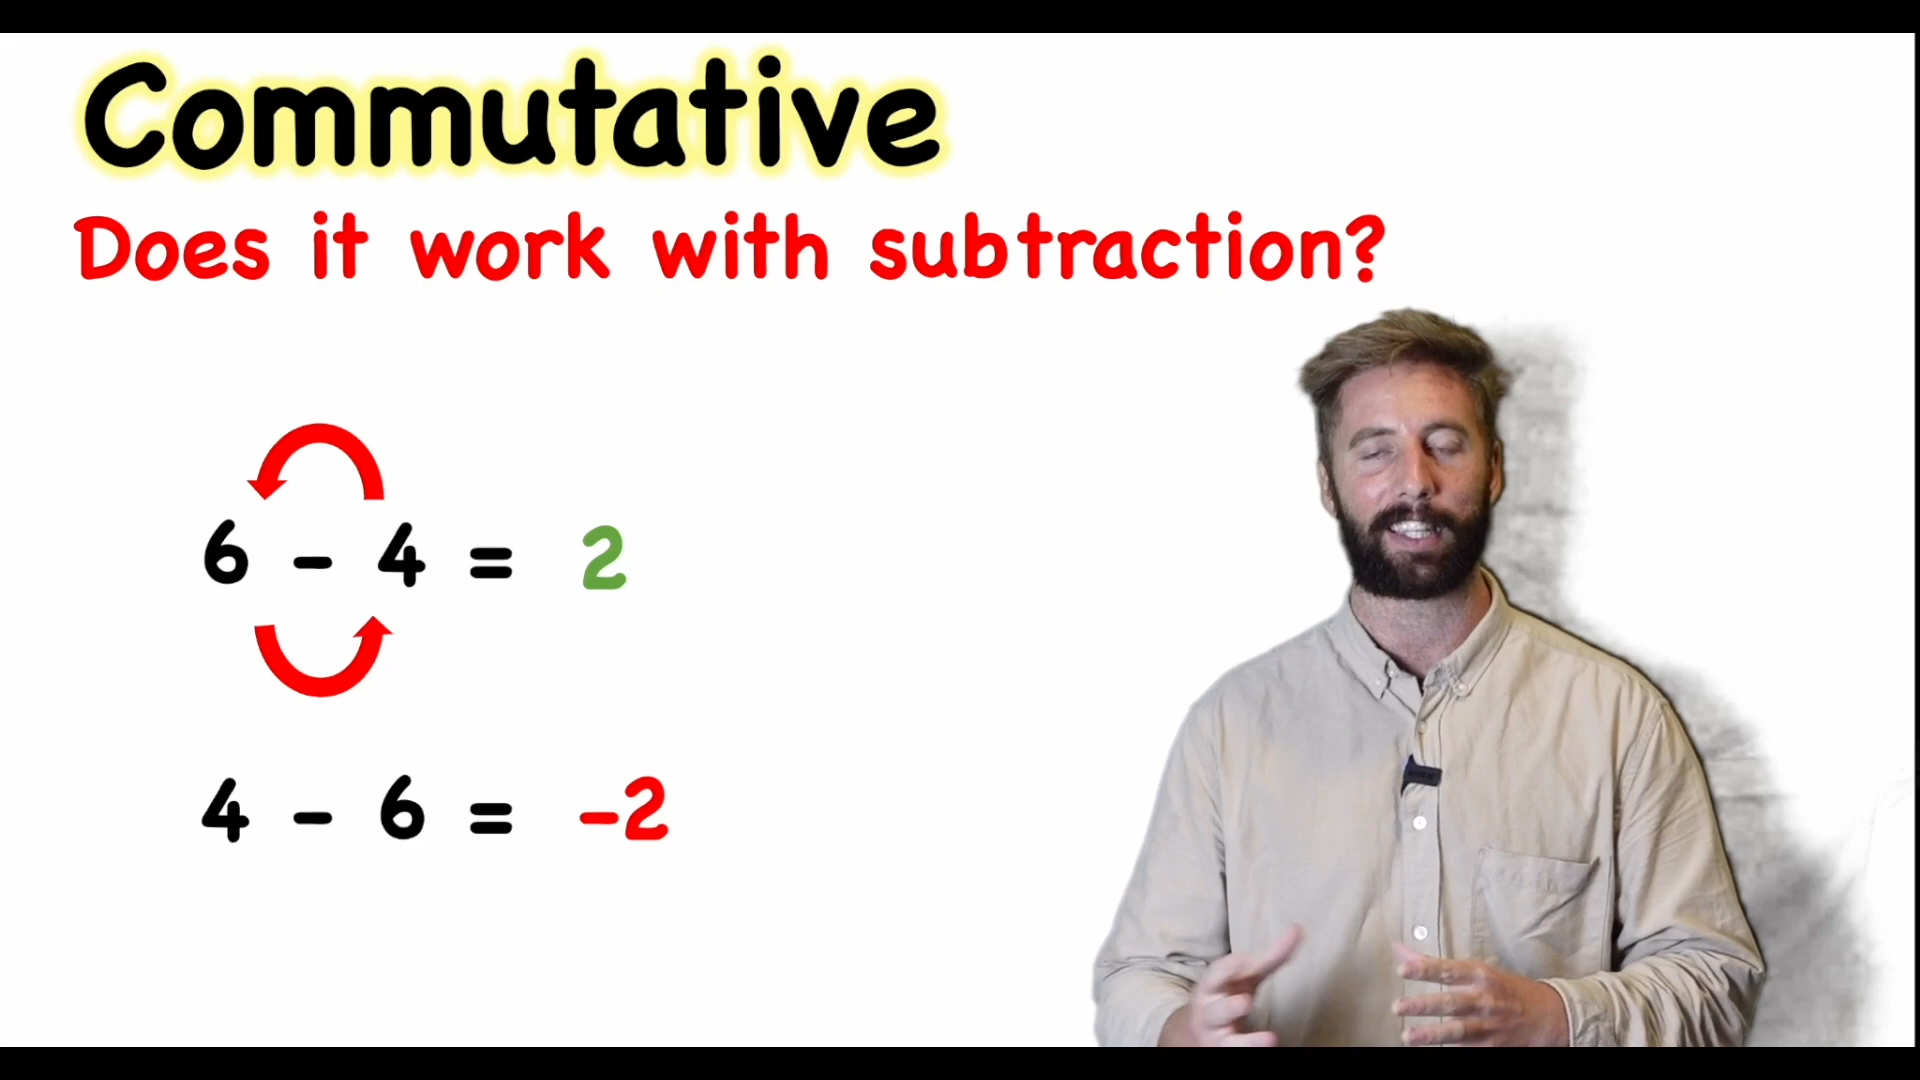 Commutative
Does it work with subtraction?
6 - 4 = 2
4 - 6 = -2